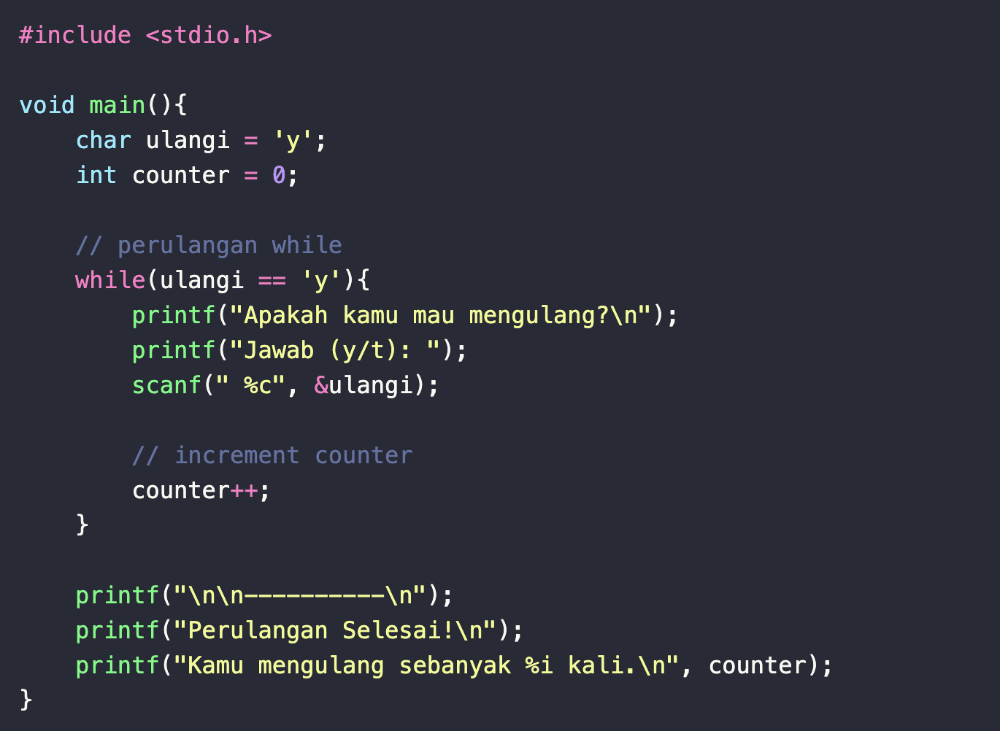 #include <stdio.h>

void main(){
    char ulangi = 'y';
    int counter = 0;

    // perulangan while
    while(ulangi == 'y'){
        printf("Apakah kamu mau mengulang?\n");
        printf("Jawab (y/t): ");
        scanf(" %c", &ulangi);

        // increment counter
        counter++;
    }

    printf("\n\n----------\n");
    printf("Perulangan Selesai!\n");
    printf("Kamu mengulang sebanyak %i kali.\n", counter);
}